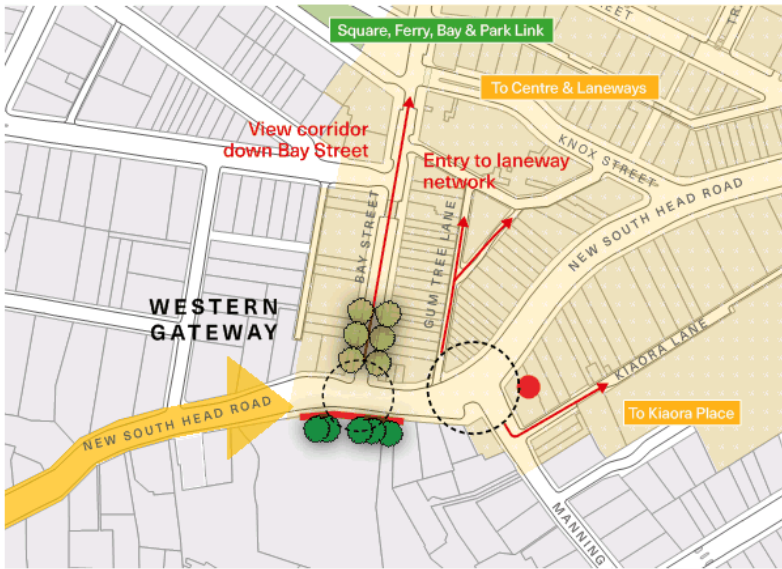 Square, Ferry, Bay & Park Link
To Centre & Laneways
View corridor
down Bay Street
Entry to laneway
network
KNOX STREET
NEW SOUTH HEAD ROAD
BAY STREET
GUM TREE LANE
WESTERN
GATEWAY
KIAORA LANE
NEW SOUTH HEAD ROAD
To Kiaora Place
MANNING